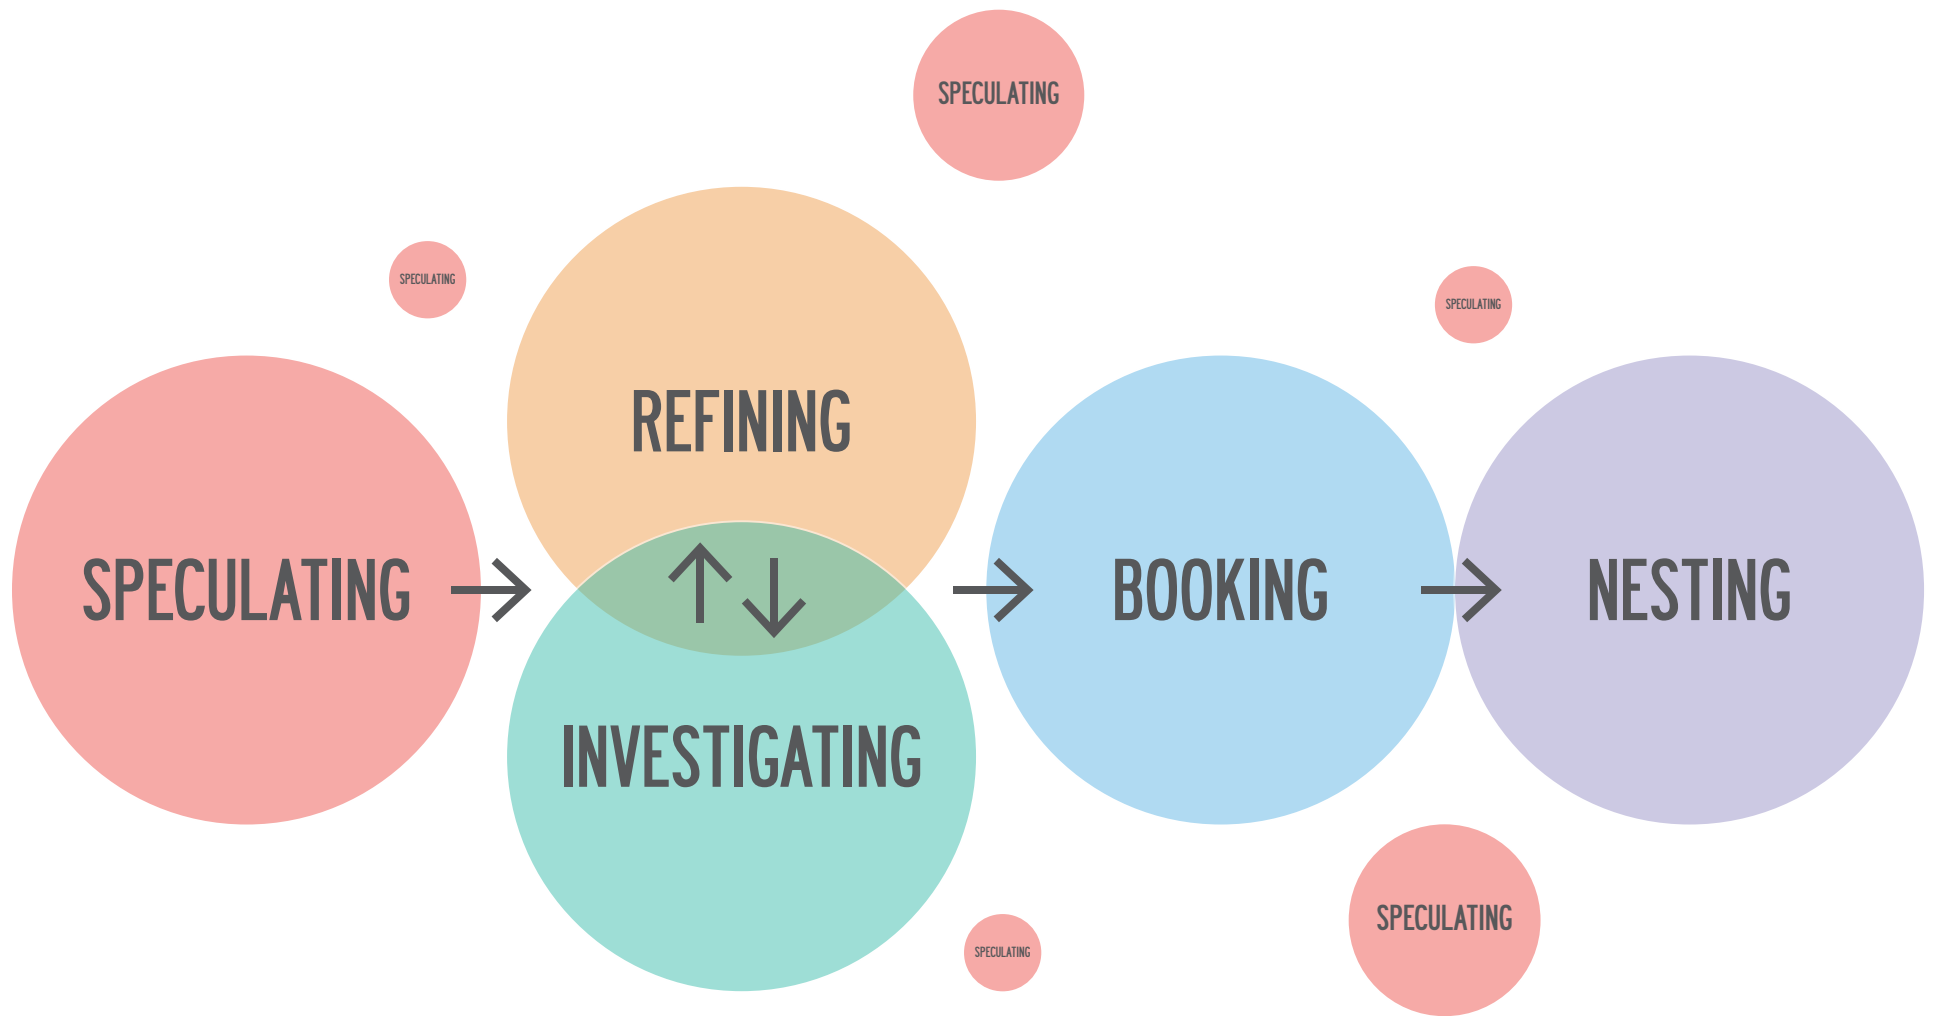 SPECULATING
SPECULATING
SPECULATING
REFINING
SPECULATING
BOOKING
NESTING
INVESTIGATING
SPECULATING
SPECULATING